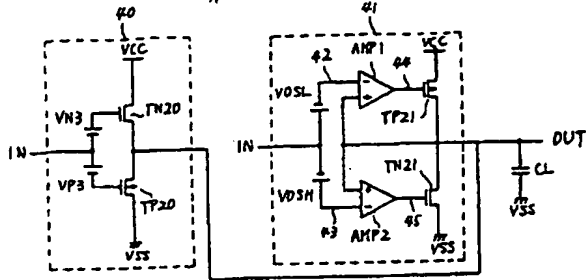 40
41
VCC
VN3
TN20
IN
VP3
TP20
VSS
42
AMP1
44
VCC
VOSL
TP21
IN
OUT
TN21
CL
VSS
VOSH
43
AMP2
45
VSS